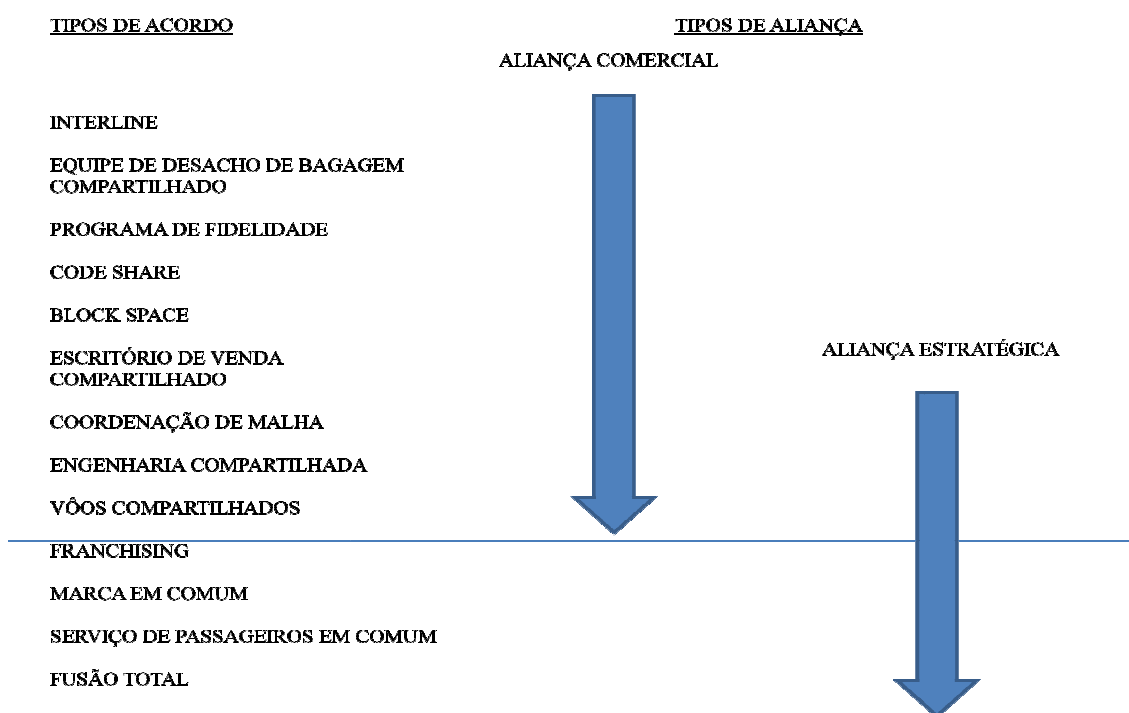 TIPOS DE ACORDO
TIPOS DE ALIANÇA
ALIANÇA COMERCIAL
INTERLINE
EQUIPE DE DESACHO DE BAGAGEM
COMPARTILHADO
PROGRAMA DE FIDELIDADE
CODE SHARE
BLOCK SPACE
ALIANÇA ESTRATÉGICA
ESCRITÓRIO DE VENDA
COMPARTILHADO
COORDENAÇÃO DE MALHA
ENGENHARIA COMPARTILHADA
VÔOS COMPARTILHADOS
FRANCHISING
MARCA EM COMUM
SERVIÇO DE PASSAGEIROS EM COMUM
FUSÃO TOTAL